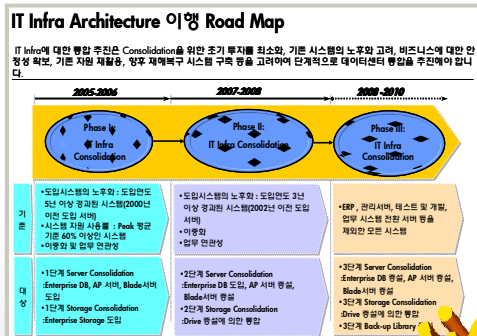 IT Infra Architecture 이행 Road Map
IT Infra에 대한 통합 추진은 Consolidation을 위한 초기 투자를 최소화, 기존 시스템의 노후화 고려, 비즈니스에 대한 안
정성 확보, 기존 자원 재활용, 향후 재해복구 시스템 구축 등을 고려하여 단계적으로 데이터센터 통합을 추진해야 합니
다.
2005-2006
2007-2008
2008 -2010
Phase I:
IT Infra
Consolidation
Phase II:
IT Infra Consolidation
Phase III:
IT Infra
Consolidation
기
준
•도입시스템의 노후화 : 도입연도
5년 이상 경과된 시스템(2000년
이전 도입 서버)
•시스템 자원 사용률 : Peak 평균
기준 60% 이상인 시스템
•이중화 및 업무 연관성
•도입시스템의 노후화 : 도입연도 3년
이상 경과된 시스템(2002년 이전 도입
서버)
•이중화
•업무 연관성
•ERP , 관리서버, 테스트 및 개발,
업무 시스템 전환 서버 등을
제외한 모든 시스템
대
상
•1단계 Server Consolidation
:Enterprise DB, AP 서버, Blade서버
도입
•1단계 Storage Consolidation
:Enterprise Storage 도입
•2단계 Server Consolidation
:Enterprise DB 도입, AP 서버 증설,
Blade서버 증설
•2단계 Storage Consolidation
:Drive 증설에 의한 통합
•3단계 Server Consolidation
:Enterprise DB 증설, AP 서버 증설,
Blade서버 증설
•3단계 Storage Consolidation
:Drive 증설에 의한 통합
•3단계 Back-up Library